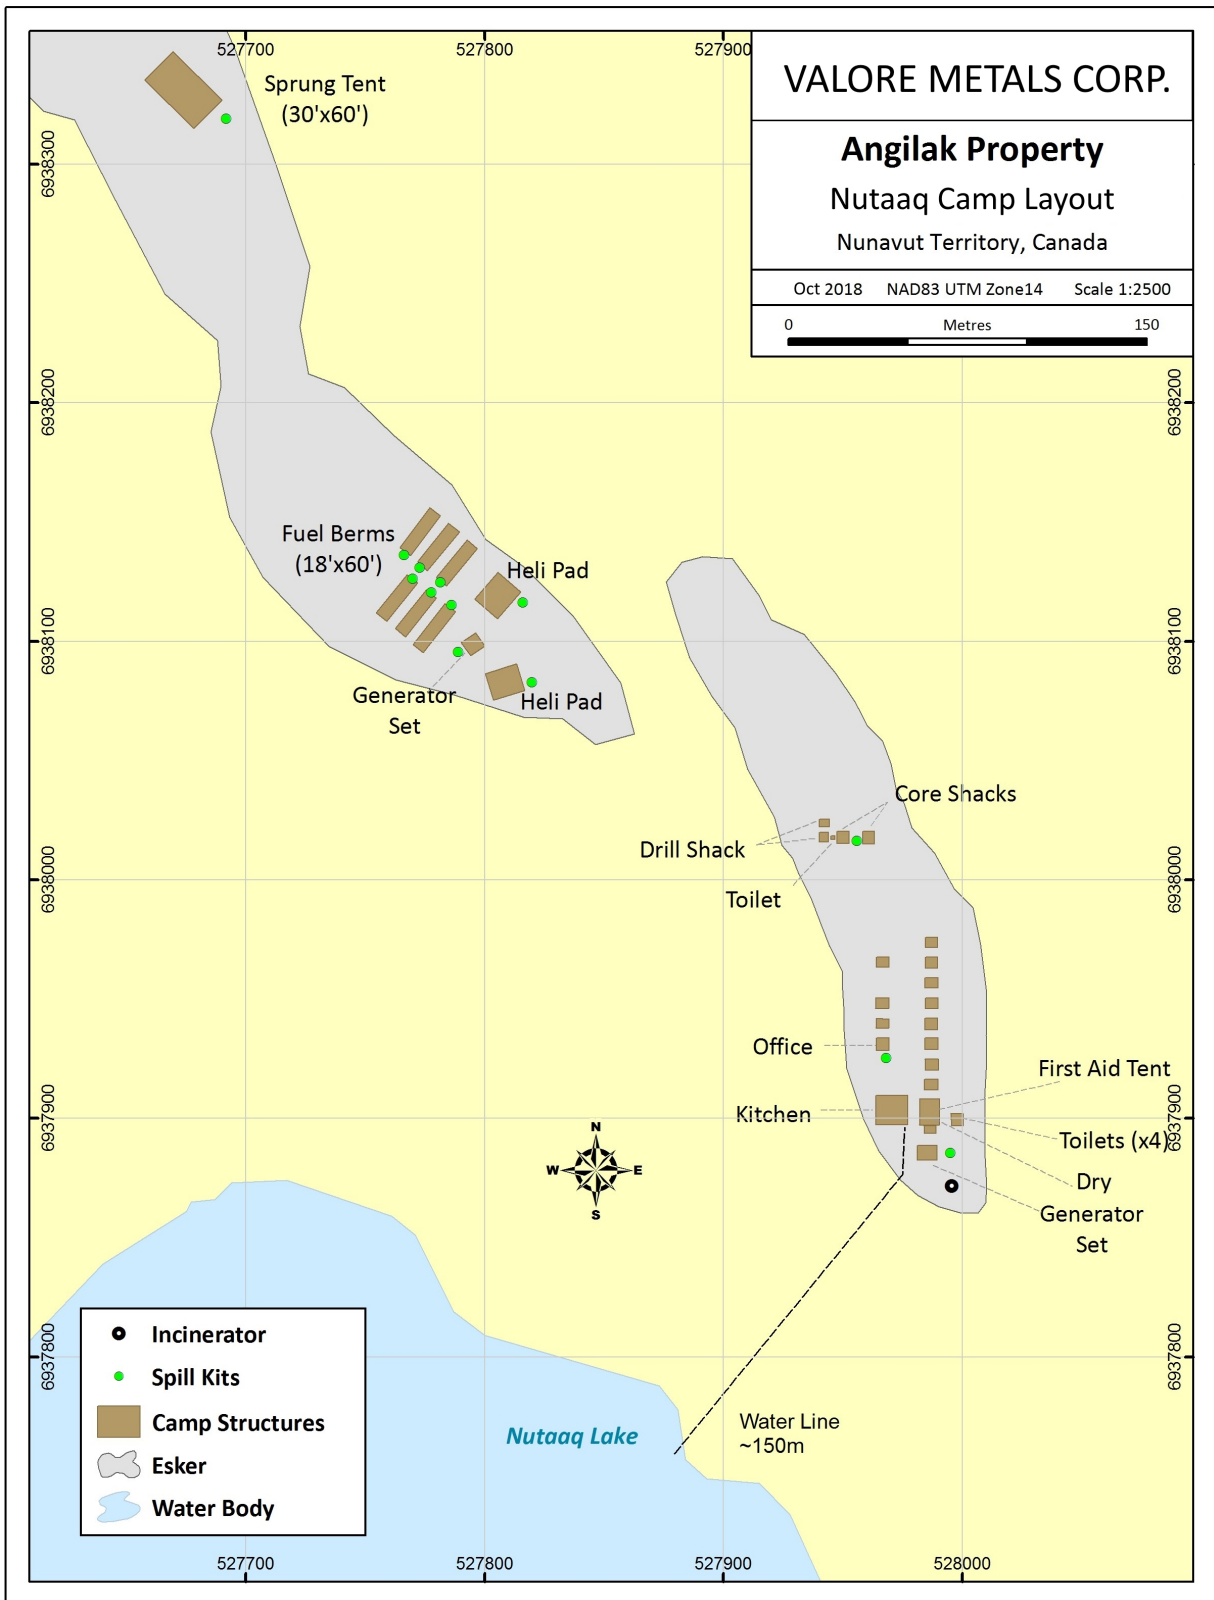 527700
527800
527900
VALORE METALS CORP.
Angilak Property
Nutaaq Camp Layout
Nunavut Territory, Canada
Oct 2018 NAD83 UTM Zone14 Scale 1:2500
0 Metres 150
Sprung Tent
(30'x60')
6938300
6938200
6938200
Fuel Berms
(18'x60')
Heli Pad
6938100
6938100
Generator
Set
Heli Pad
Core Shacks
Drill Shack
Toilet
6938000
6938000
Office
First Aid Tent
Kitchen
6937900
6937900
Toilets (x4)
Dry
Generator
Set
N
W E
S
6937800
6937800
Incinerator
Spill Kits
Camp Structures
Esker
Water Body
Nutaaq Lake
Water Line
~150m
527700
527800
527900
528000